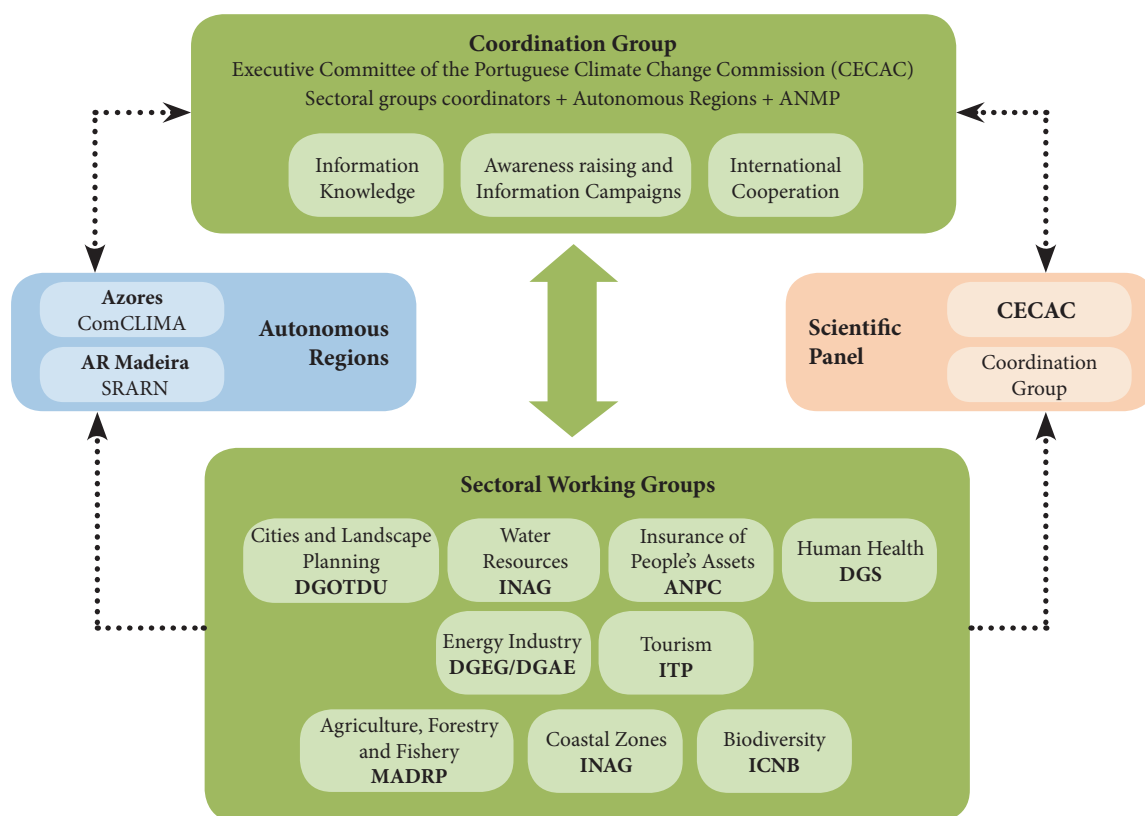 Coordination Group
Executive Committee of the Portuguese Climate Change Commission (CECAC)
Sectoral groups coordinators + Autonomous Regions + ANMP
Information
Knowledge
Awareness raising and
Information Campaigns
International
Cooperation
Azores
ComCLIMA
AR Madeira
SRARN
Autonomous
Regions
Scientific
Panel
CECAC
Coordination
Group
Sectoral Working Groups
Cities and Landscape
Planning
DGOTDU
Water
Resources
INAG
Insurance of
People's Assets
ANPC
Human Health
DGS
Energy Industry
DGEG/DGAE
Tourism
ITP
Agriculture, Forestry
and Fishery
MADRP
Coastal Zones
INAG
Biodiversity
ICNB